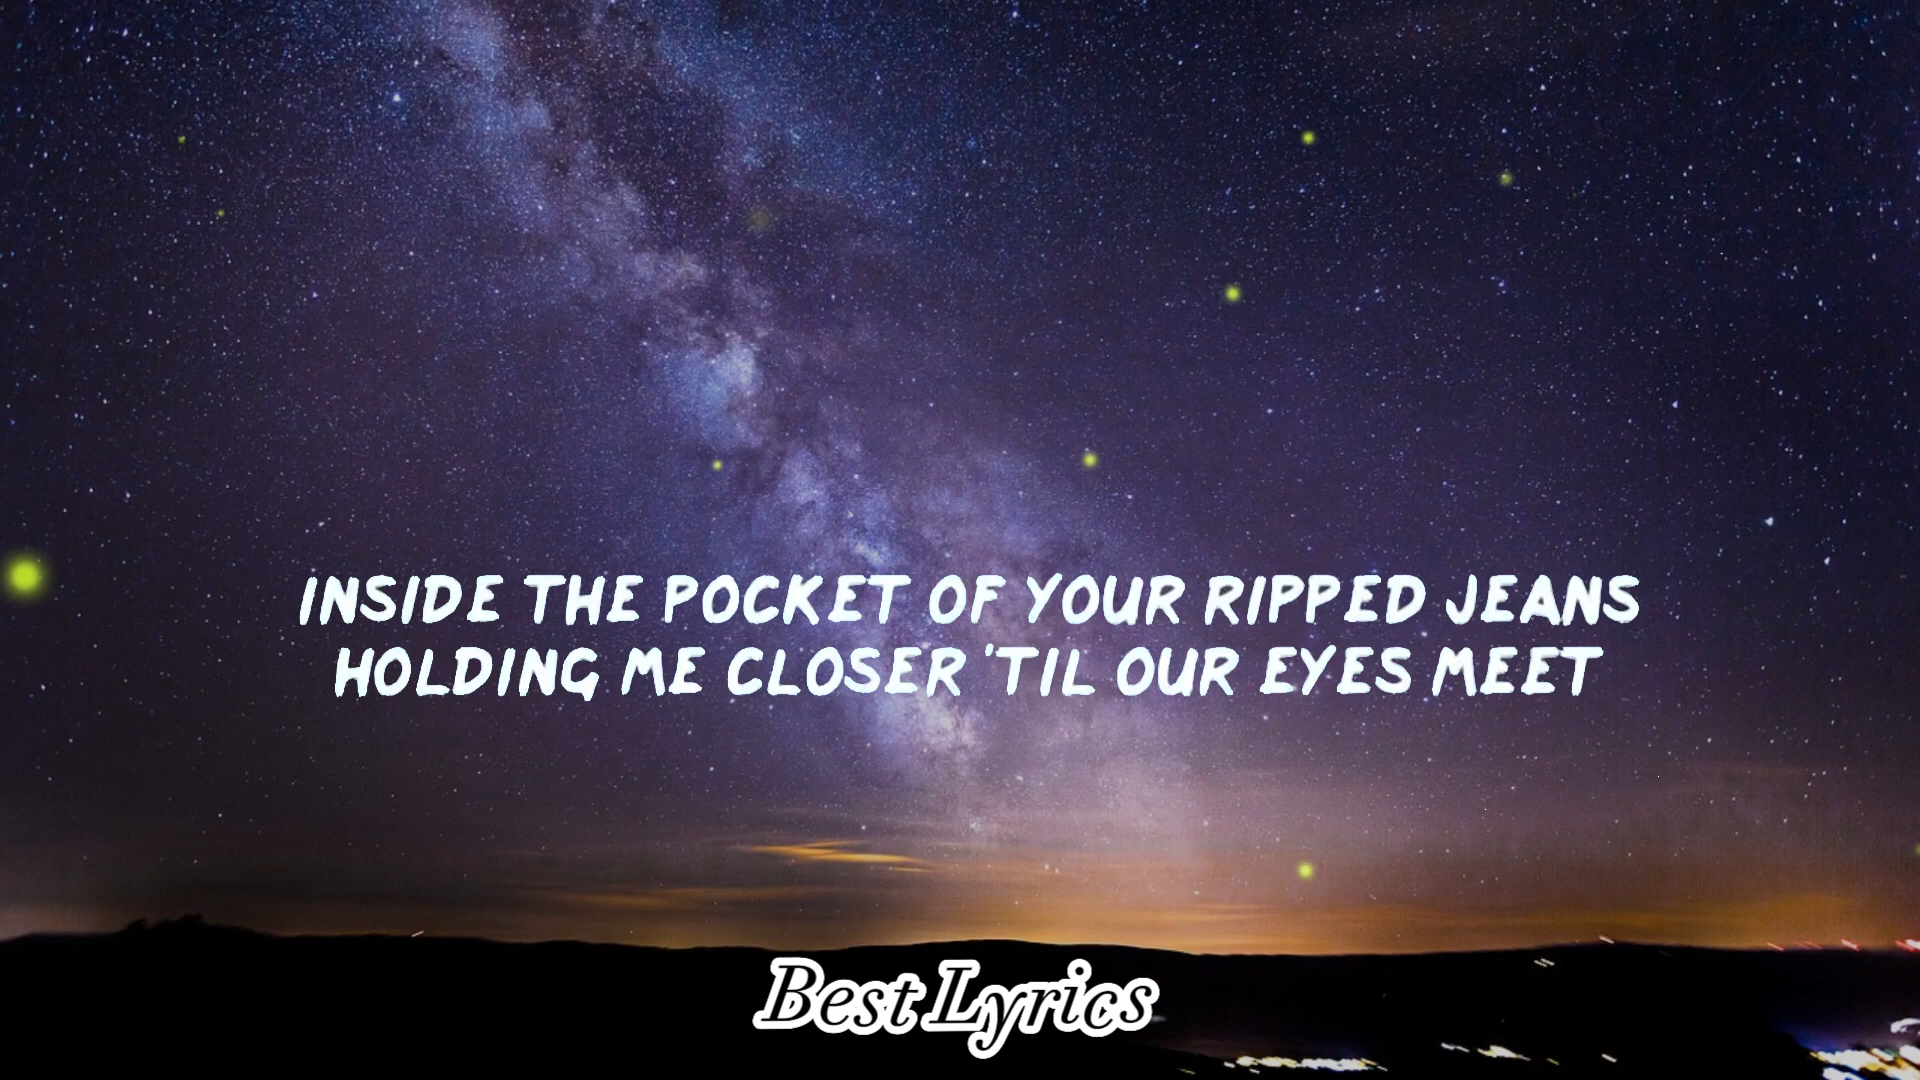 INSIDE THE POCKET OF YOUR RIPPED JEANS
HOLDING ME CLOSER 'TIL OUR EYES MEET
Best Lyrics